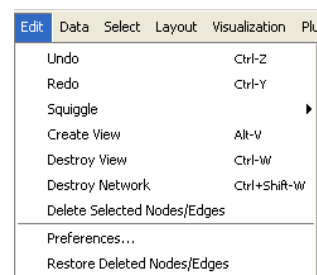 Edit Data Select Layout Visualization Plu
Undo Ctrl-Z
Redo Ctrl-Y
Squiggle
Create View Alt-V
Destroy View Ctrl-W
Destroy Network Ctrl+Shift-W
Delete Selected Nodes/Edges
Preferences...
Restore Deleted Nodes/Edges